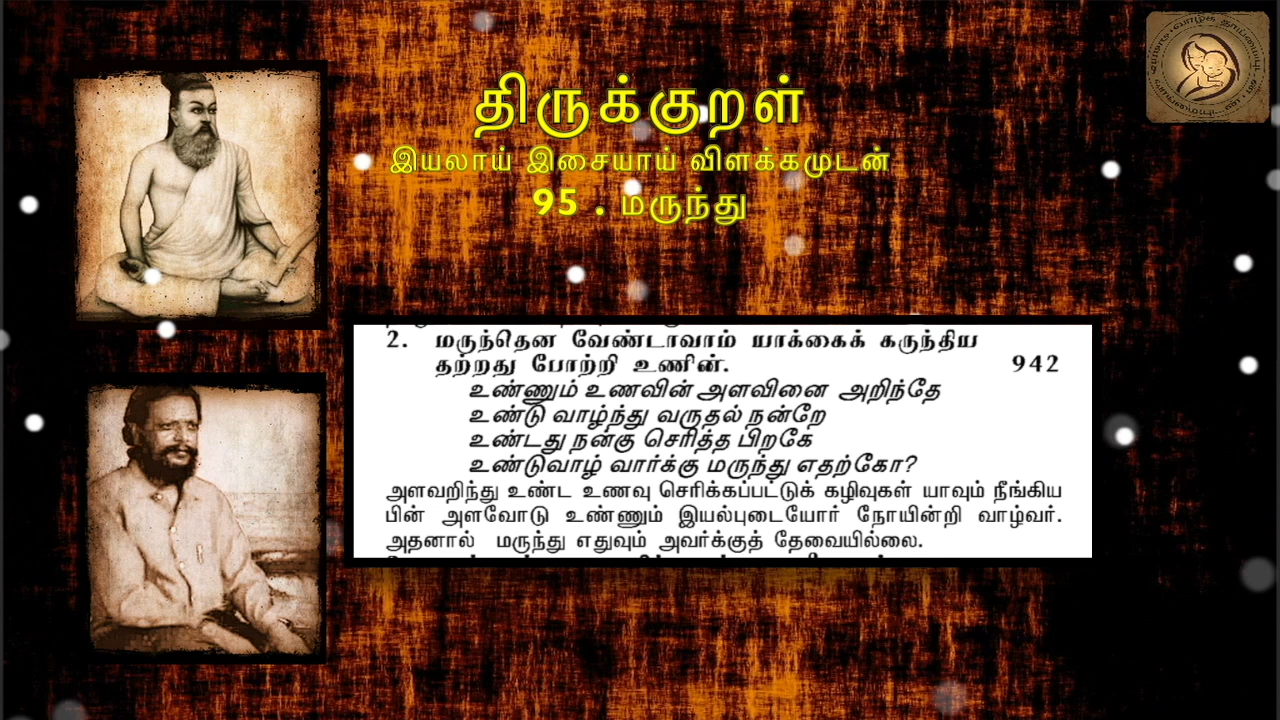 திருக்குறள்
இயலாய் இசையாய் விளக்கமுடன்
95 . மருந்து
2. மருந்தென வேண்டாவாம் யாக்கைக் கருந்திய
தற்றது போற்றி உணின். 942
உண்ணும் உணவின் அளவினை அறிந்தே
உண்டு வாழ்ந்து வருதல் நன்றே
உண்டது நன்கு செரித்த பிறகே
உண்டுவாழ் வார்க்கு மருந்து எதற்கோ?
அளவறிந்து உண்ட உணவு செரிக்கப்பட்டுக் கழிவுகள் யாவும் நீங்கிய
பின் அளவோடு உண்ணும் இயல்புடையோர் நோயின்றி வாழ்வர்.
அதனால் மருந்து எதுவும் அவர்க்குத் தேவையில்லை.